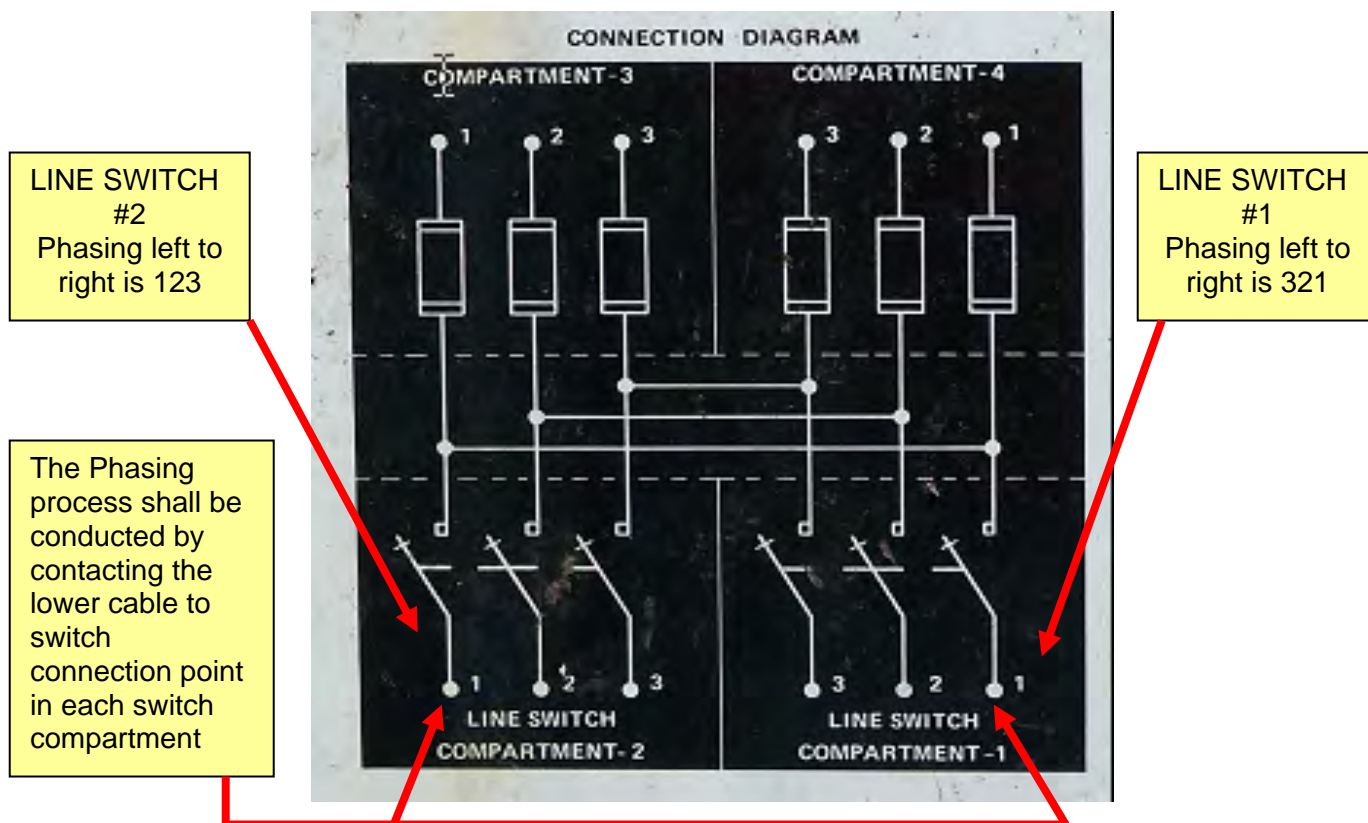 CONNECTION DIAGRAM
COMPARTMENT-3
COMPARTMENT-4
1 2 3
3 2 1
LINE SWITCH
#2
Phasing left to
right is 123
LINE SWITCH
#1
Phasing left to
right is 321
The Phasing
process shall be
conducted by
contacting the
lower cable to
switch
connection point
in each switch
compartment
1 2 3
3 2 1
LINE SWITCH
COMPARTMENT-2
LINE SWITCH
COMPARTMENT-1